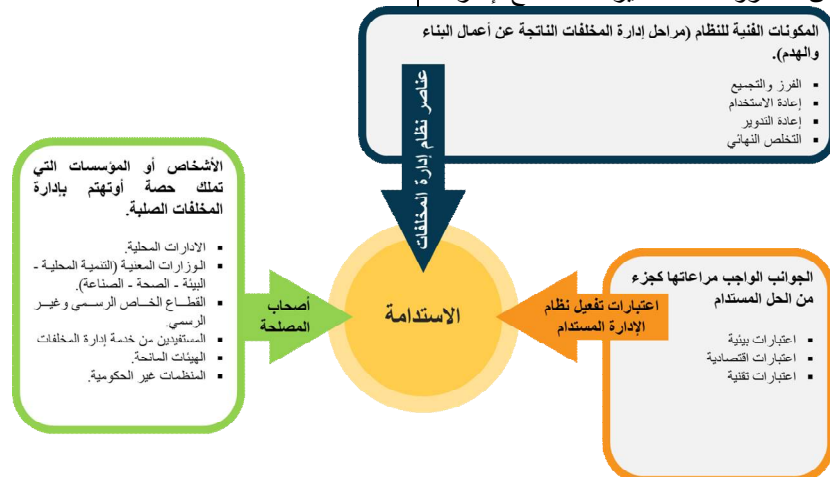 المكونات الفنية للنظام (مراحل إدارة المخلفات الناتجة عن أعمال البناء
والهدم).
▪ الفرز والتجميع
▪ إعادة الاستخدام
▪ إعادة التدوير
▪ التخلص النهائي
عناصر نظام إدارة المخلفات
الجوانب الواجب مراعاتها كجزء
من الحل المستدام
▪ اعتبارات بيئية
▪ اعتبارات اقتصادية
▪ اعتبارات تقنية
اعتبارات تفعيل نظام
الإدارة المستدام
الاستدامة
أصحاب
المصلحة
الأشخاص أو المؤسسات التي
تملك حصة أوتهتم بإدارة
المخلفات الصلبة.
▪ الادارات المحلية.
▪ الوزارات المعنية (التنمية المحلية -
البيئة - الصحة - الصناعة).
▪ القطاع الخاص الرسمي وغير
الرسمي.
▪ المستفيدين من خدمة إدارة المخلفات
▪ الهيئات المانحة.
▪ المنظمات غير الحكومية.